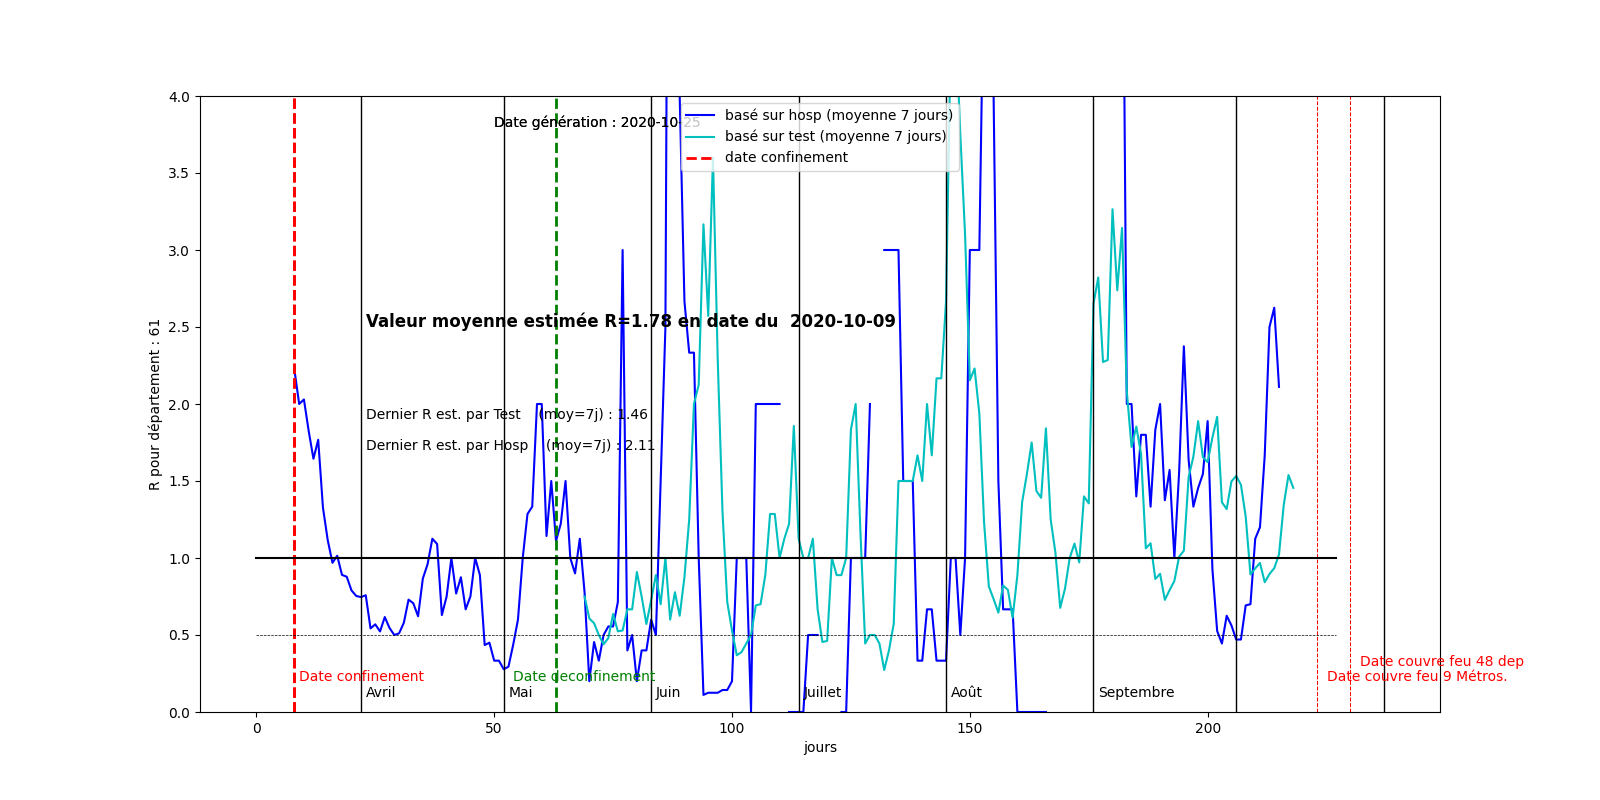 Date génération : 2020-10-25
basé sur hosp (moyenne 7 jours)
basé sur test (moyenne 7 jours)
date confinement
Valeur moyenne estimée R=1.78 en date du  2020-10-09
Dernier R est. par Test    (moy=7j) : 1.46
Dernier R est. par Hosp    (moy=7j) : 2.11
R pour département : 61
4.0
3.5
3.0
2.5
2.0
1.5
1.0
0.5
0.0
Date couvre feu 48 dep
Date confinement
Date deconfinement
Date couvre feu 9 Métros.
Avril
Mai
Juin
Juillet
Août
Septembre
0
50
100
150
200
jours